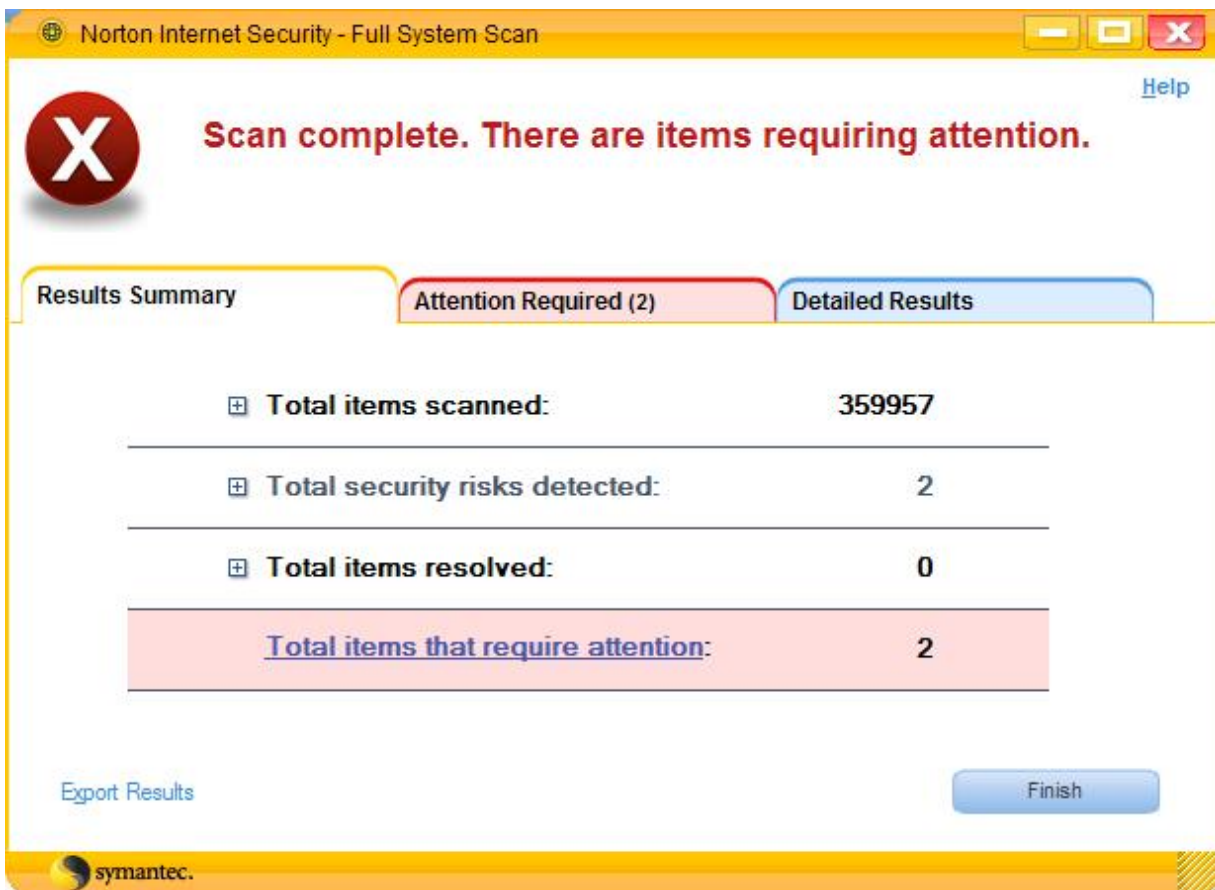 Norton Internet Security - Full System Scan
Help
Scan complete. There are items requiring attention.
Results Summary
Attention Required (2)
Detailed Results
Total items scanned: 359957
Total security risks detected: 2
Total items resolved: 0
Total items that require attention: 2
Export Results
Finish
symantec.